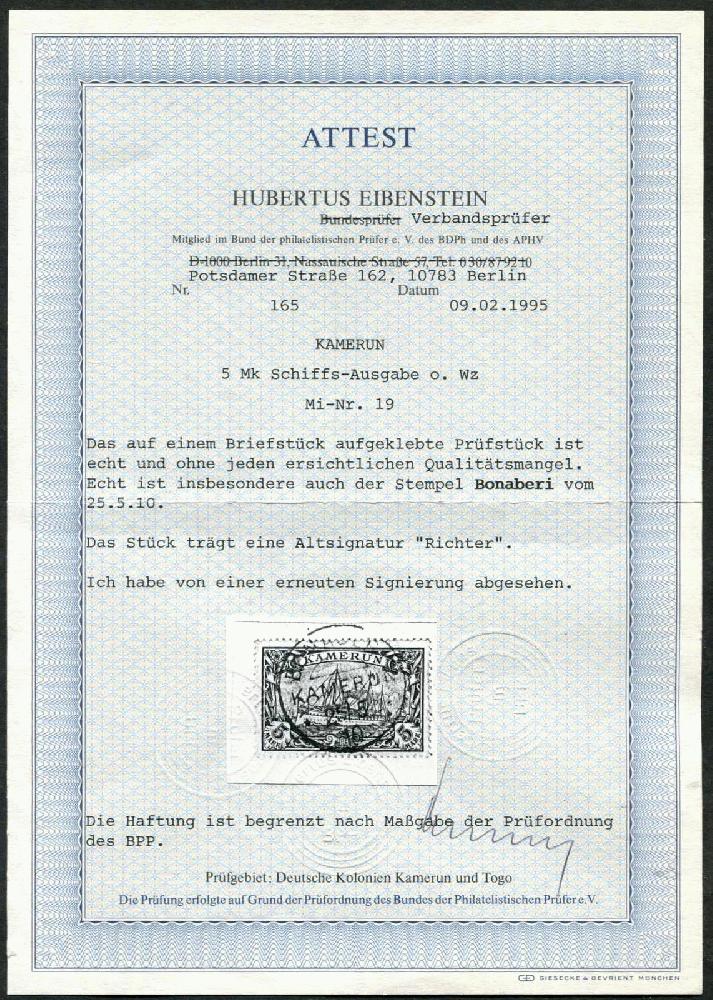 ATTEST
HUBERTUS EIBENSTEIN
Bundesprüfer Verbandsprüfer
Mitglied im Bund der philatelistischen Prüfer e. V. des BDPh und des APHV
D-1000 Berlin 31, Nassauische Straße 57, Tel. 0 30/87 92 10
Potsdamer Straße 162, 10783 Berlin
Nr. Datum
165 09.02.1995
KAMERUN
5 Mk Schiffs-Ausgabe o. Wz
Mi-Nr. 19
Das auf einem Briefstück aufgeklebte Prüfstück ist
echt und ohne jeden ersichtlichen Qualitätsmangel.
Echt ist insbesondere auch der Stempel Bonaberi vom
25.5.10.
Das Stück trägt eine Altsignatur "Richter".
Ich habe von einer erneuten Signierung abgesehen.
KAMERUN
KAMERUN
5 5
Die Haftung ist begrenzt nach Maßgabe der Prüfordnung
des BPP.
Prüfgebiet: Deutsche Kolonien Kamerun und Togo
Die Prüfung erfolgte auf Grund der Prüfordnung des Bundes der Philatelistischen Prüfer e.V.
GIESECKE & DEVRIENT MÜNCHEN